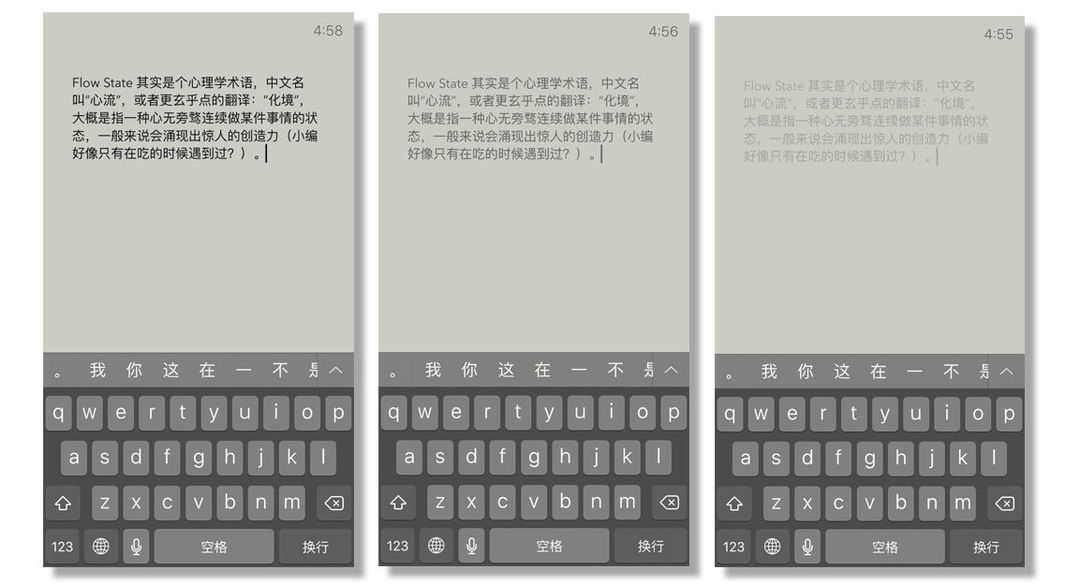 4:58
Flow State 其实是个心理学术语，中文名
叫“心流”，或者更玄乎点的翻译：“化境”，
大概是指一种心无旁骛连续做某件事情的状
态，一般来说会涌现出惊人的创造力（小编
好像只有在吃的时候遇到过？）。
。 我 你 这 在 一 不 是
q w e r t y u i o p
a s d f g h j k l
z x c v b n m
123 空格 换行
4:56
Flow State 其实是个心理学术语，中文名
叫“心流”，或者更玄乎点的翻译：“化境”，
大概是指一种心无旁骛连续做某件事情的状
态，一般来说会涌现出惊人的创造力（小编
好像只有在吃的时候遇到过？）。
。 我 你 这 在 一 不 是
q w e r t y u i o p
a s d f g h j k l
z x c v b n m
123 空格 换行
4:55
Flow State 其实是个心理学术语，中文名
叫“心流”，或者更玄乎点的翻译：“化境”，
大概是指一种心无旁骛连续做某件事情的状
态，一般来说会涌现出惊人的创造力（小编
好像只有在吃的时候遇到过？）。
。 我 你 这 在 一 不 是
q w e r t y u i o p
a s d f g h j k l
z x c v b n m
123 空格 换行